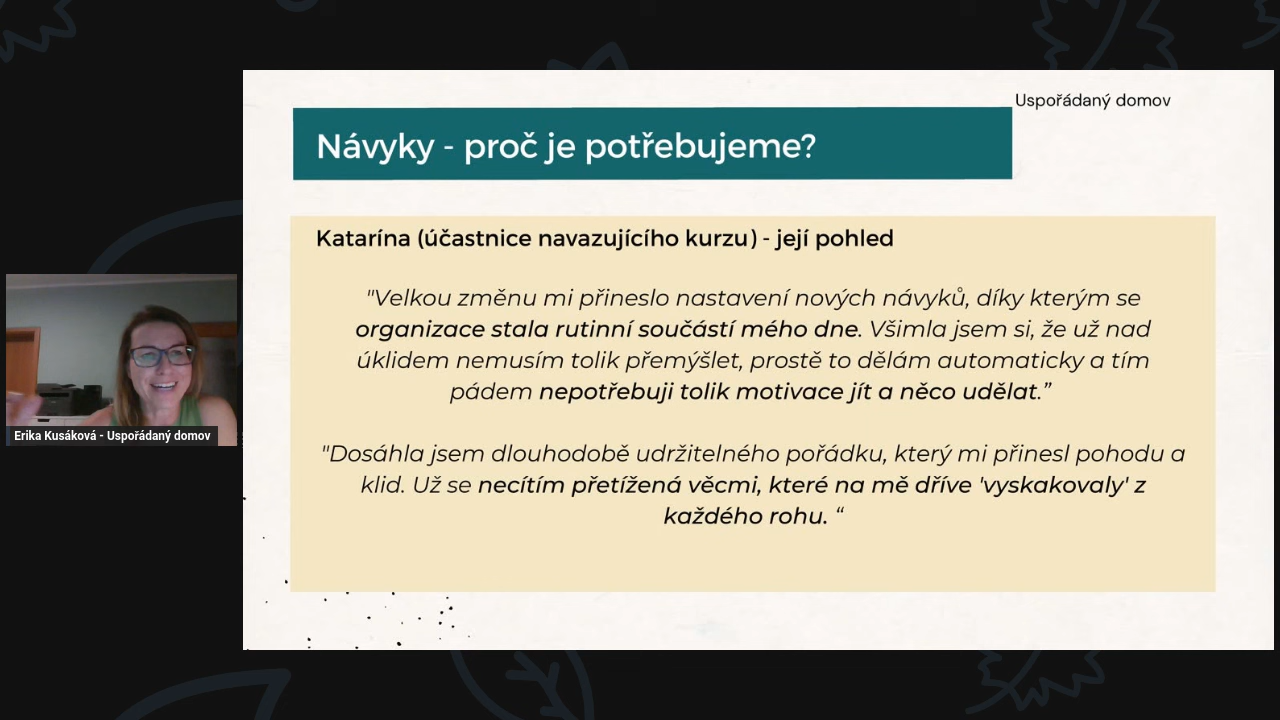 Uspořádaný domov
Návyky - proč je potřebujeme?
Katarína (účastnice navazujícího kurzu) - její pohled
"Velkou změnu mi přineslo nastavení nových návyků, díky kterým se
organizace stala rutinní součástí mého dne. Všimla jsem si, že už nad
úklidem nemusím tolik přemýšlet, prostě to dělám automaticky a tím
pádem nepotřebuji tolik motivace jít a něco udělat.”
"Dosáhla jsem dlouhodobě udržitelného pořádku, který mi přinesl pohodu a
klid. Už se necítím přetížená věcmi, které na mě dříve 'vyskakovaly' z
každého rohu. “
Erika Kusáková - Uspořádaný domov